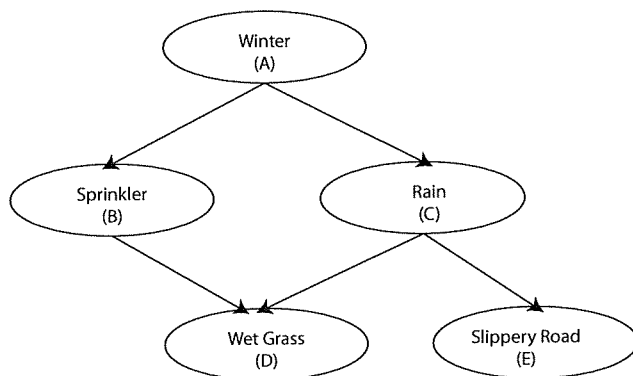 Winter
(A)
Sprinkler
(B)
Rain
(C)
Wet Grass
(D)
Slippery Road
(E)